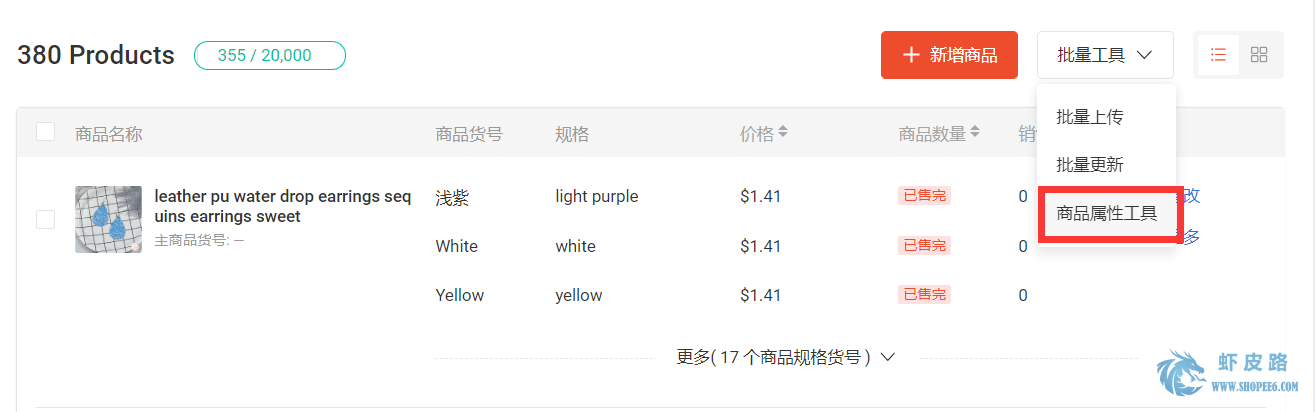 380 Products
355 / 20,000
新增商品
批量工具
批量上传
批量更新
商品属性工具
商品名称 商品货号 规格 价格 商品数量 销
leather pu water drop earrings seq
uins earrings sweet
主商品货号: —
浅紫 light purple $1.41 已售完 0 改
White white $1.41 已售完 0 多
Yellow yellow $1.41 已售完 0
更多( 17 个商品规格货号 )
虾皮路
WWW.SHOPEE6.COM